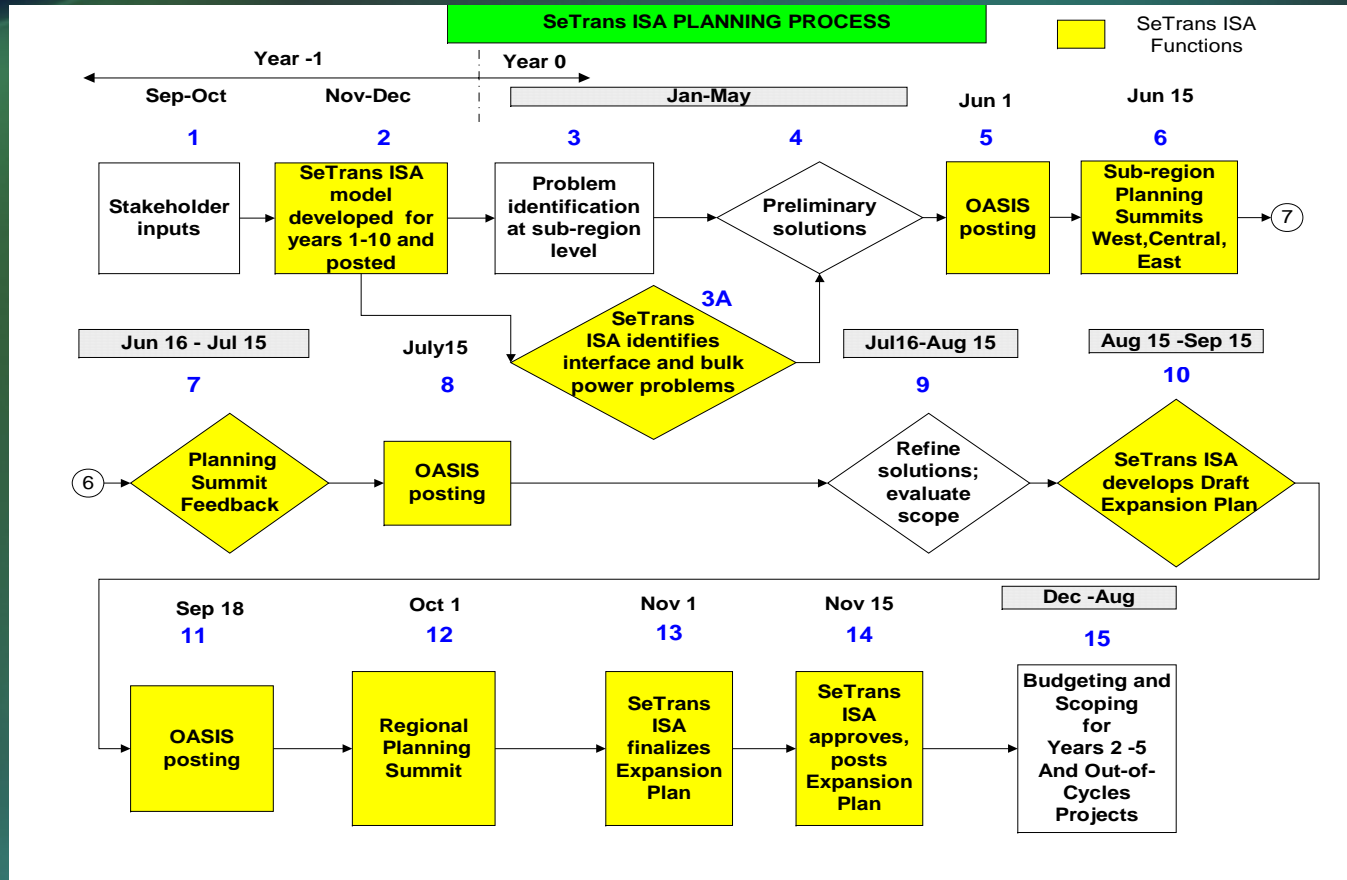 SeTrans ISA PLANNING PROCESS
SeTrans ISA
Functions
Year -1
Year 0
Sep-Oct
Nov-Dec
Jan-May
Jun 1
Jun 15
1
2
3
4
5
6
Stakeholder
inputs
SeTrans ISA
model
developed for
years 1-10 and
posted
Problem
identification
at sub-region
level
Preliminary
solutions
OASIS
posting
Sub-region
Planning
Summits
West,Central,
East
7
3A
SeTrans
ISA identifies
interface and bulk
power problems
Jun 16 - Jul 15
July15
Jul16-Aug 15
Aug 15 -Sep 15
7
8
9
10
6
Planning
Summit
Feedback
OASIS
posting
Refine
solutions;
evaluate
scope
SeTrans ISA
develops Draft
Expansion Plan
Sep 18
Oct 1
Nov 1
Nov 15
Dec -Aug
11
12
13
14
15
OASIS
posting
Regional
Planning
Summit
SeTrans
ISA
finalizes
Expansion
Plan
SeTrans
ISA
approves,
posts
Expansion
Plan
Budgeting and
Scoping
for
Years 2 -5
And Out-of-
Cycles
Projects